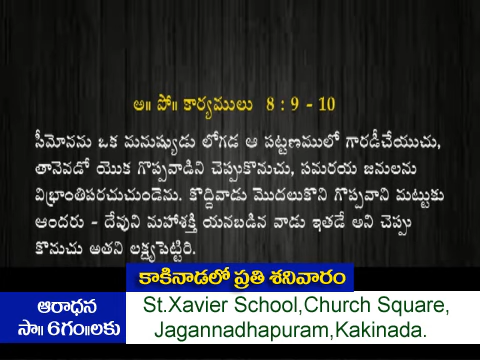 అ॥ పో॥ కార్యములు 8 : 9 - 10
సీమోనను ఒక మనుష్యుడు లోగడ ఆ పట్టణములో గారడీచేయుచు,
తానెవడో యొక గొప్పవాడిని చెప్పుకొనుచు, సమరయ జనులను
విభ్రాంతిపరచుచుండెను. కొద్దివాడు మొదలుకొని గొప్పవాని మట్టుకు
ఆందరు - దేవుని మహాశక్తి యనబడిన వాడు ఇతడే అని చెప్పు
కొనుచు అతని లక్ష్యపెట్టిరి.
కాకినాడలో ప్రతి శనివారం
ఆరాధన
సా॥ 6గం॥లకు
St.Xavier School,Church Square,
Jagannadhapuram,Kakinada.